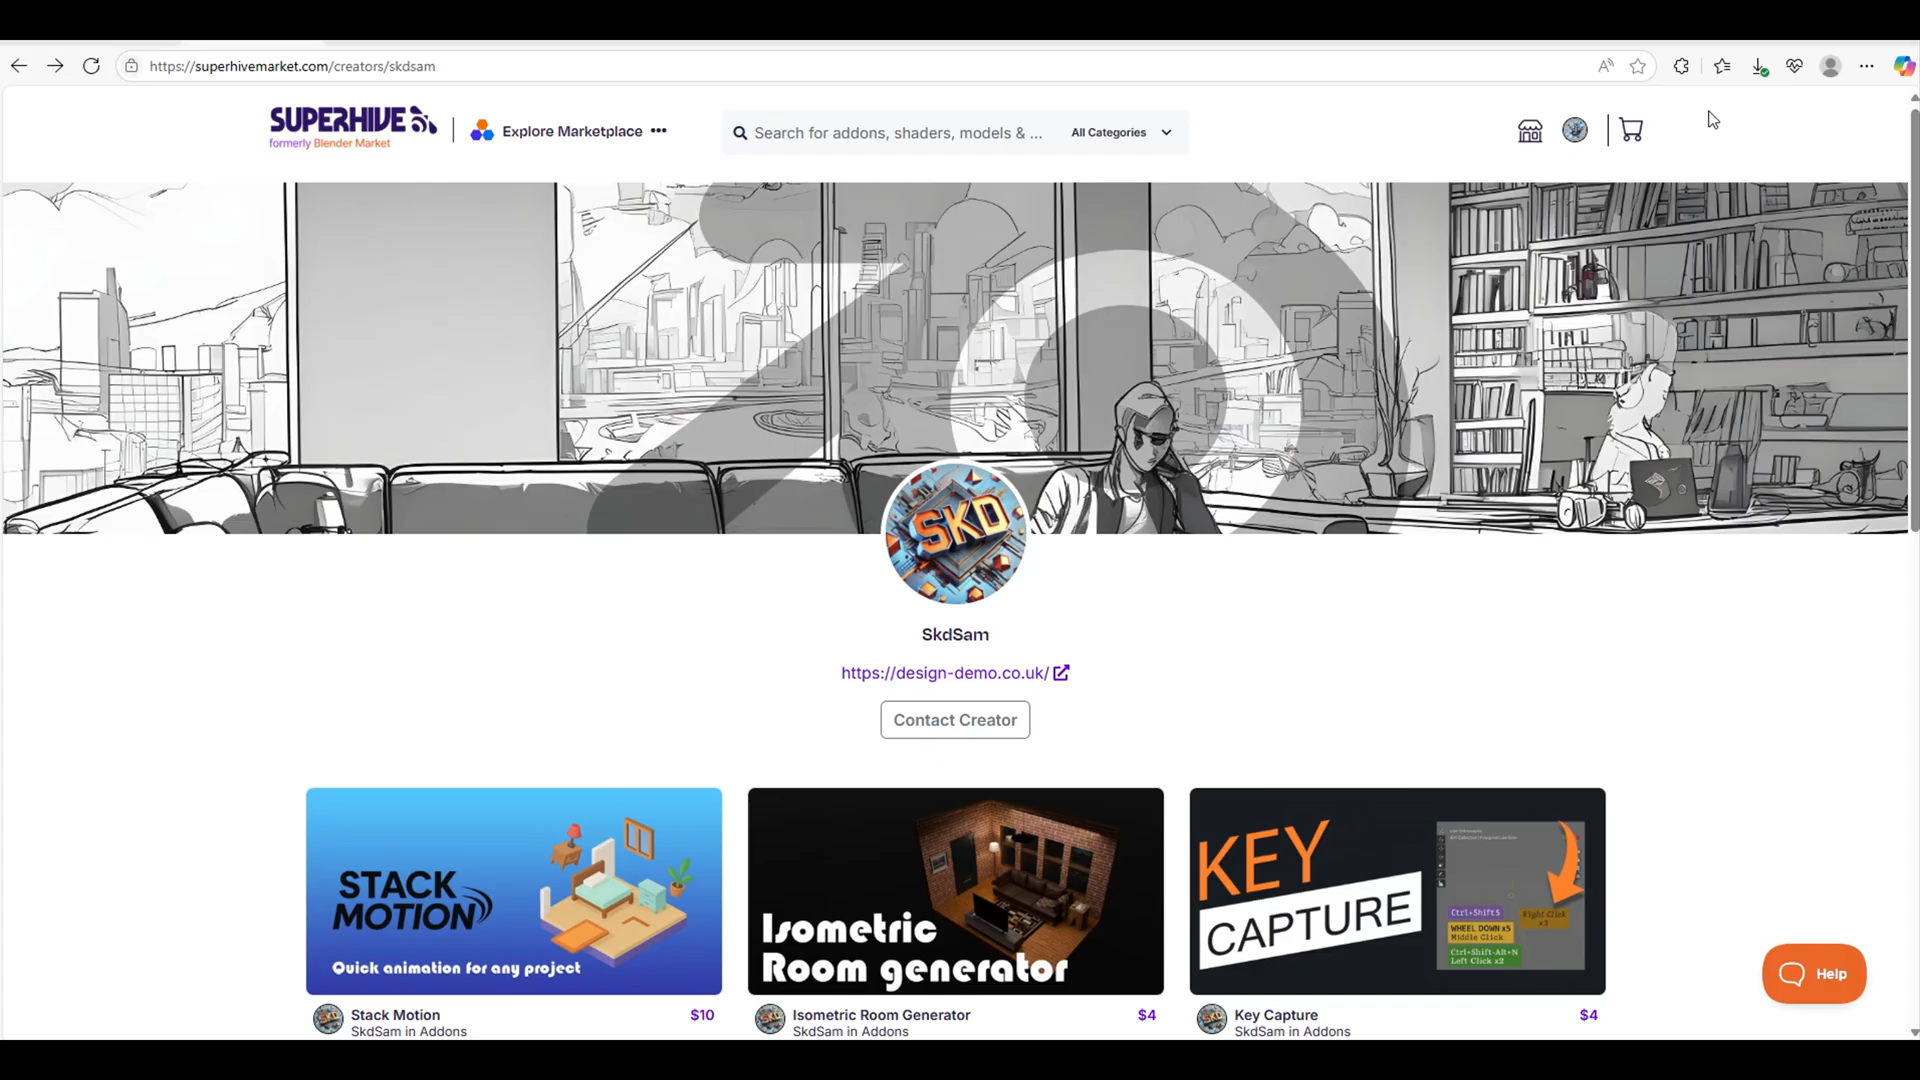 https://superhivemarket.com/creators/skdsam
SUPERHIVE
formerly Blender Market
Explore Marketplace •••
Search for addons, shaders, models & ...
All Categories
SKD
SkdSam
https://design-demo.co.uk/
Contact Creator
STACK
MOTION
Quick animation for any project
Isometric
Room generator
KEY
CAPTURE
Ctrl+Shift S
WHEEL DOWN x5
Middle Click
Ctrl+Shift-Alt+N
Left Click x2
Right Click
x3
Help
Stack Motion
$10
SkdSam in Addons
Isometric Room Generator
$4
SkdSam in Addons
Key Capture
$4
SkdSam in Addons